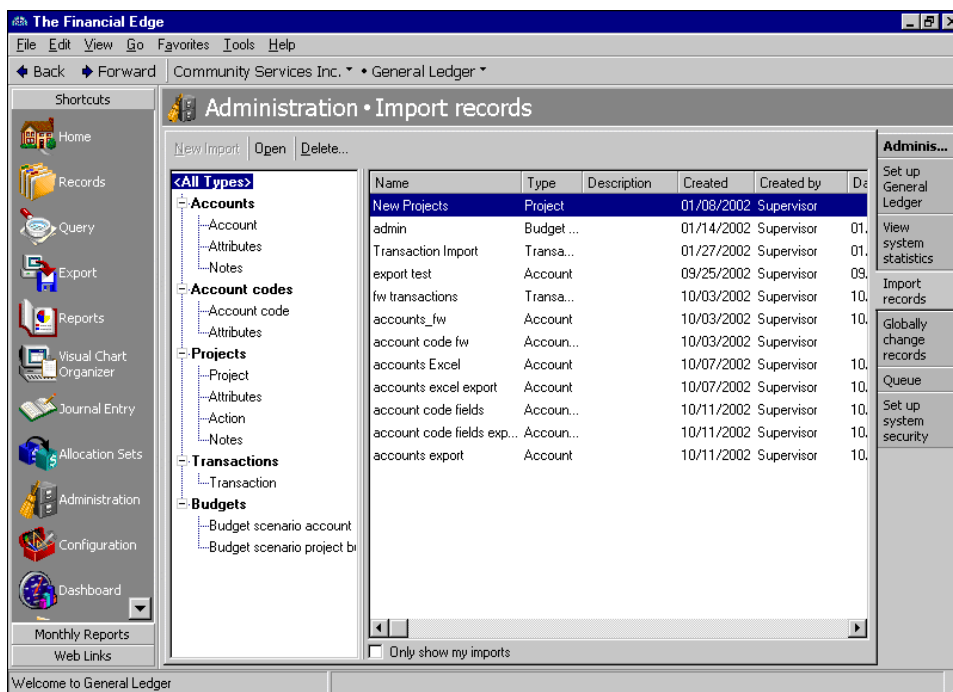 The Financial Edge
File Edit View Go Favorites Tools Help
Back Forward Community Services Inc. • General Ledger
Shortcuts
Home
Records
Query
Export
Reports
Visual Chart
Organizer
Journal Entry
Allocation Sets
Administration
Configuration
Dashboard
Monthly Reports
Web Links
Administration • Import records
New Import Open Delete...
<All Types>
Accounts
Account
Attributes
Notes
Account codes
Account code
Attributes
Projects
Project
Attributes
Action
Notes
Transactions
Transaction
Budgets
Budget scenario account
Budget scenario project bu
Name Type Description Created Created by Da
New Projects Project 01/08/2002 Supervisor
admin Budget ... 01/14/2002 Supervisor 01.
Transaction Import Transa... 01/27/2002 Supervisor 01.
export test Account 09/25/2002 Supervisor 09.
fw transactions Transa... 10/03/2002 Supervisor 10.
accounts_fw Account 10/03/2002 Supervisor 10.
account code fw Accoun... 10/03/2002 Supervisor
accounts Excel Account 10/07/2002 Supervisor 10.
accounts excel export Account 10/07/2002 Supervisor 10.
account code fields Accoun... 10/11/2002 Supervisor 10.
account code fields exp... Accoun... 10/11/2002 Supervisor 10.
accounts export Account 10/11/2002 Supervisor 10.
Only show my imports
Adminis...
Set up
General
Ledger
View
system
statistics
Import
records
Globally
change
records
Queue
Set up
system
security
Welcome to General Ledger